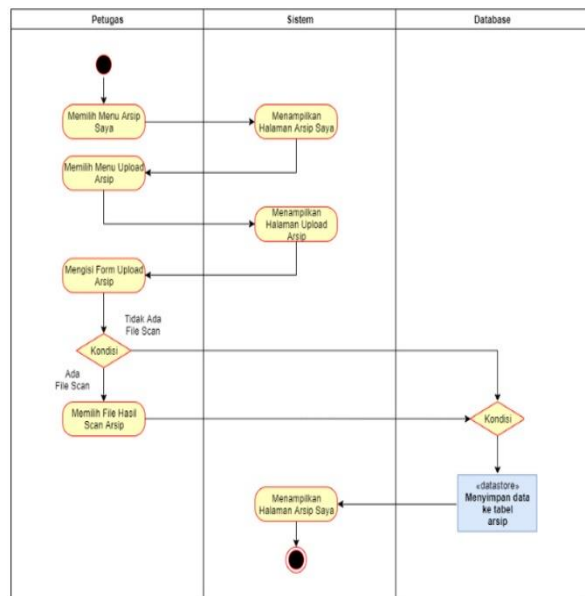 Petugas
Sistem
Database
Memilih Menu Arsip
Saya
Menampilkan
Halaman Arsip Saya
Memilih Menu Upload
Arsip
Menampilkan
Halaman Upload
Arsip
Mengisi Form Upload
Arsip
Tidak Ada
File Scan
Kondisi
Ada
File Scan
Memilih File Hasil
Scan Arsip
Kondisi
«datastore»
Menyimpan data
ke tabel
arsip
Menampilkan
Halaman Arsip Saya